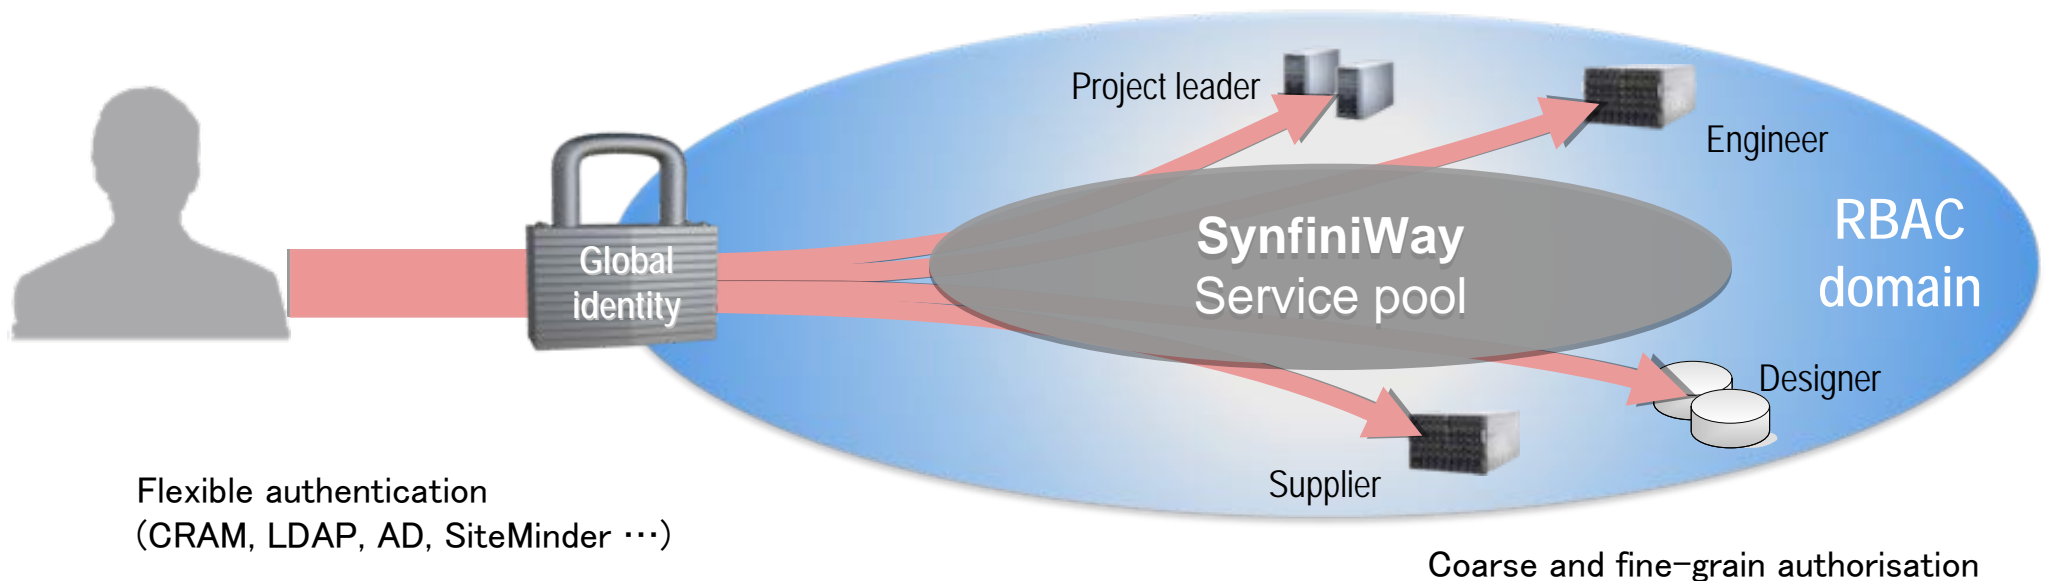 Project leader
Engineer
Global
identity
SynfiniWay
Service pool
RBAC
domain
Designer
Supplier
Flexible authentication
(CRAM, LDAP, AD, SiteMinder …)
Coarse and fine-grain authorisation